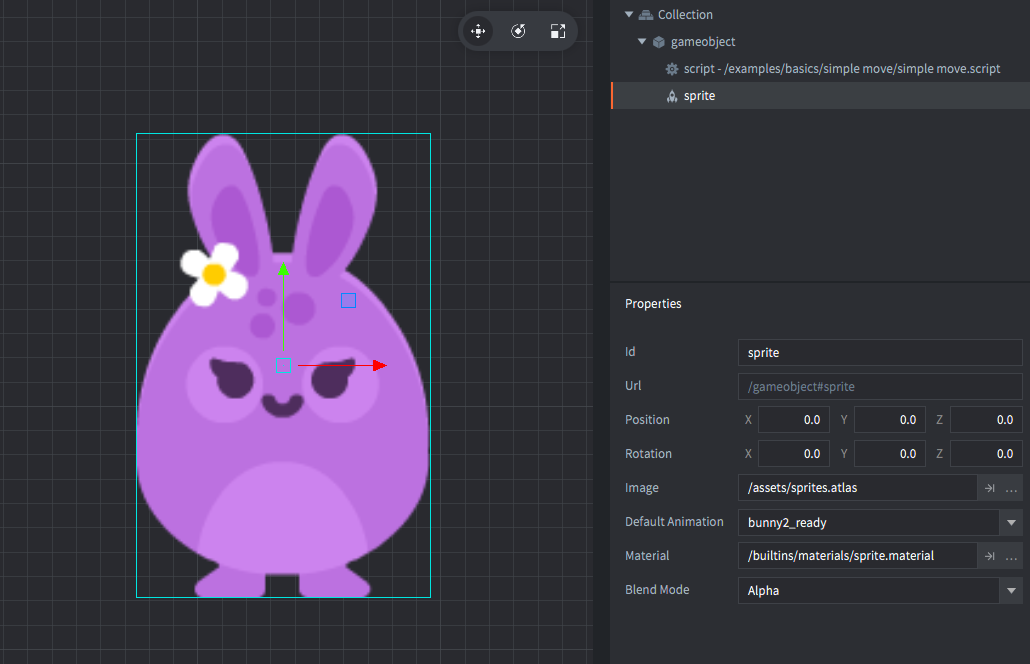 Collection
gameobject
script - /examples/basics/simple move/simple move.script
sprite
Properties
Id sprite
Url /gameobject#sprite
Position X 0.0 Y 0.0 Z 0.0
Rotation X 0.0 Y 0.0 Z 0.0
Image /assets/sprites.atlas ...
Default Animation bunny2_ready
Material /builtins/materials/sprite.material ...
Blend Mode Alpha